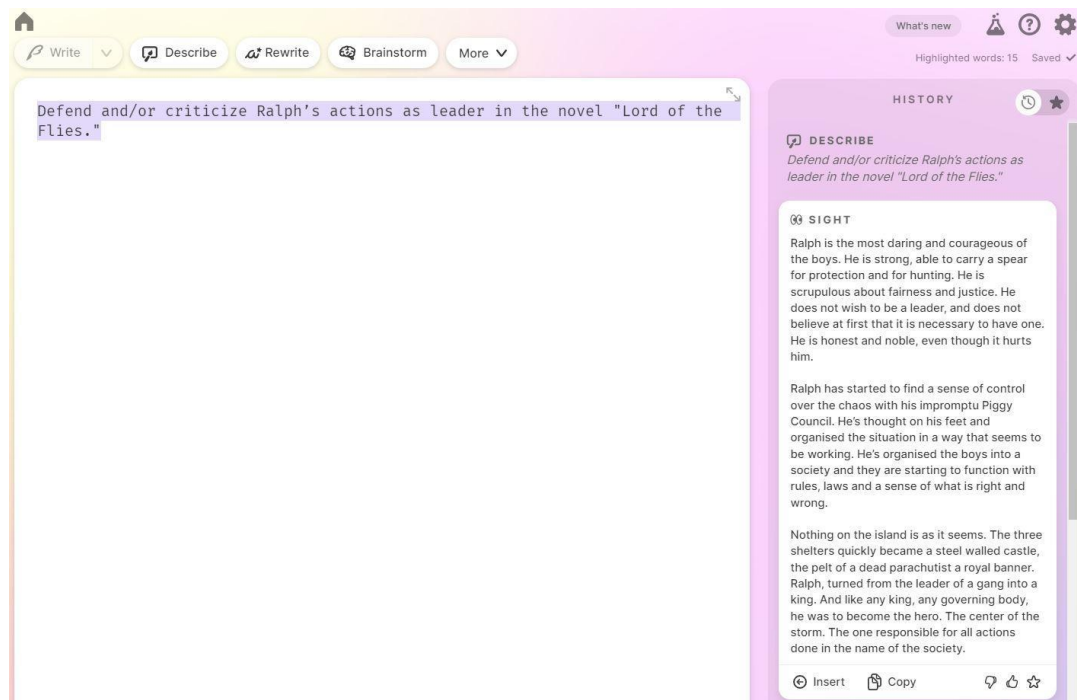 What's new
Write
Describe
Rewrite
Brainstorm
More
Highlighted words: 15
Saved
Defend and/or criticize Ralph’s actions as leader in the novel "Lord of the
Flies."
HISTORY
DESCRIBE
Defend and/or criticize Ralph’s actions as
leader in the novel "Lord of the Flies."
SIGHT
Ralph is the most daring and courageous of
the boys. He is strong, able to carry a spear
for protection and for hunting. He is
scrupulous about fairness and justice. He
does not wish to be a leader, and does not
believe at first that it is necessary to have one.
He is honest and noble, even though it hurts
him.
Ralph has started to find a sense of control
over the chaos with his impromptu Piggy
Council. He’s thought on his feet and
organised the situation in a way that seems to
be working. He’s organised the boys into a
society and they are starting to function with
rules, laws and a sense of what is right and
wrong.
Nothing on the island is as it seems. The three
shelters quickly became a steel walled castle,
the pelt of a dead parachutist a royal banner.
Ralph, turned from the leader of a gang into a
king. And like any king, any governing body,
he was to become the hero. The center of the
storm. The one responsible for all actions
done in the name of the society.
Insert
Copy